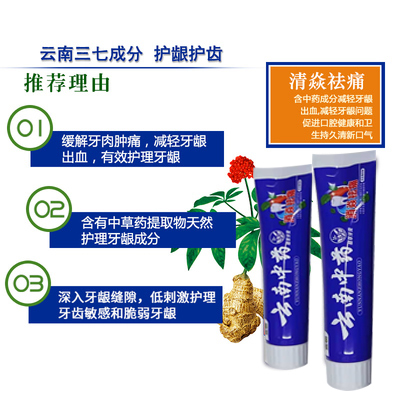 云南三七成分 护龈护齿
推荐理由
清焱祛痛
含中药成分减轻牙龈
出血,减轻牙龈问题
促进口腔健康和卫
生持久清新口气
01
缓解牙肉肿痛，减轻牙龈
出血，有效护理牙龈
02
含有中草药提取物天然
护理牙龈成分
03
深入牙龈缝隙，低刺激护理
牙齿敏感和脆弱牙龈
云南中药
云南中药